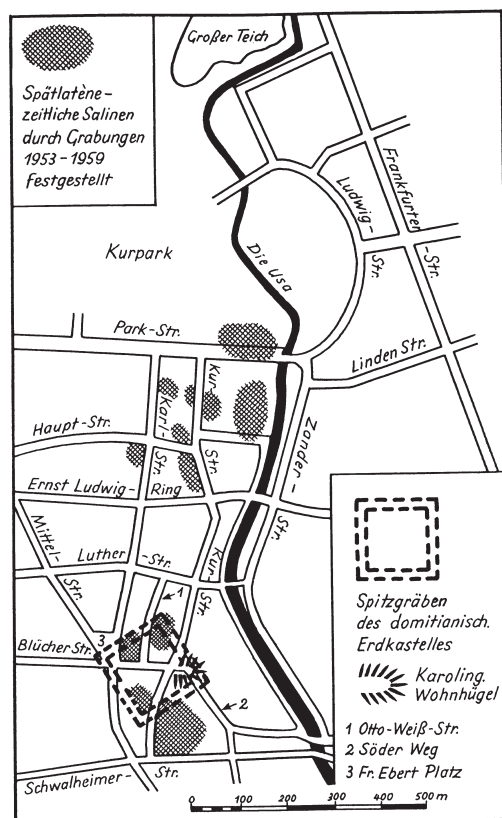 Großer Teich
Spätlatène-
zeitliche Salinen
durch Grabungen
1953 - 1959
Festgestellt
Kurpark
Die Usa
Ludwig-
Str.
Frankfurter
-Str.
Park-Str.
Linden Str.
Kur-
Str.
Karl-
Str.
Haupt-Str.
Zander-
Str.
Ernst Ludwig-
Ring
Mittel-
Str.
Luther
-Str.
Kur-
Str.
1
3
Blücher Str.
2
Schwalheimer-
Str.
Spitzgräben
des domitianisch.
Erdkastelles
Karoling.
Wohnhügel
1 Otto-Weiß-Str.
2 Söder Weg
3 Fr. Ebert Platz
0 100 200 300 400 500 m